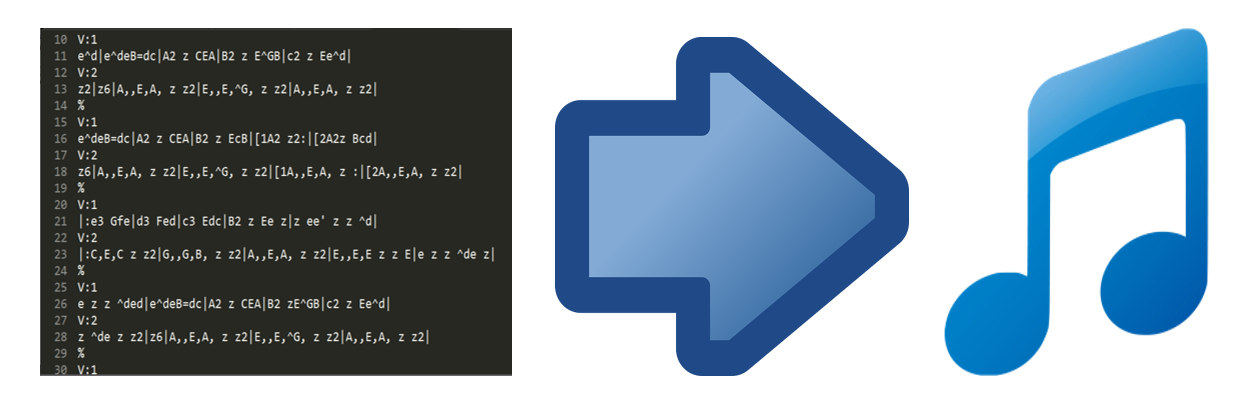 10 V:1
11 e^d|e^deB=dc|A2 z CEA|B2 z E^GB|c2 z Ee^d|
12 V:2
13 z2|z6|A,,E,A, z z2|E,,E,^G, z z2|A,,E,A, z z2|
14 %
15 V:1
16 e^deB=dc|A2 z CEA|B2 z EcB|[1A2 z2:|[2A2z Bcd|
17 V:2
18 z6|A,,E,A, z z2|E,,E,^G, z z2|[1A,,E,A, z :|[2A,,E,A, z z2|
19 %
20 V:1
21 |:e3 Gfe|d3 Fed|c3 Edc|B2 z Ee z|z ee' z z ^d|
22 V:2
23 |:C,E,C z z2|G,,G,B, z z2|A,,E,A, z z2|E,,E,E z z E|e z z ^de z|
24 %
25 V:1
26 e z z ^ded|e^deB=dc|A2 z CEA|B2 zE^GB|c2 z Ee^d|
27 V:2
28 z ^de z z2|z6|A,,E,A, z z2|E,,E,^G, z z2|A,,E,A, z z2|
29 %
30 V:1